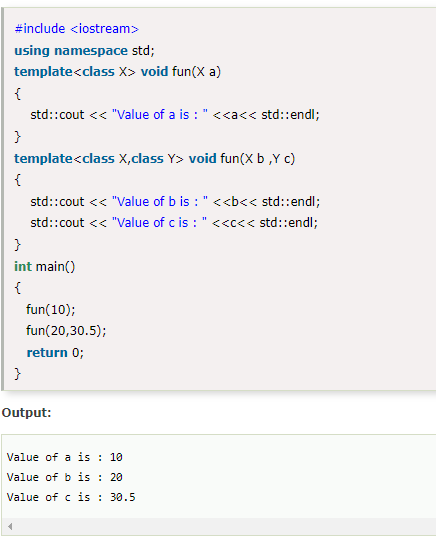 #include <iostream>
using namespace std;
template<class X> void fun(X a)
{
std::cout << "Value of a is : " <<a<< std::endl;
}
template<class X,class Y> void fun(X b ,Y c)
{
std::cout << "Value of b is : " <<b<< std::endl;
std::cout << "Value of c is : " <<c<< std::endl;
}
int main()
{
fun(10);
fun(20,30.5);
return 0;
}
Output:
Value of a is : 10
Value of b is : 20
Value of c is : 30.5